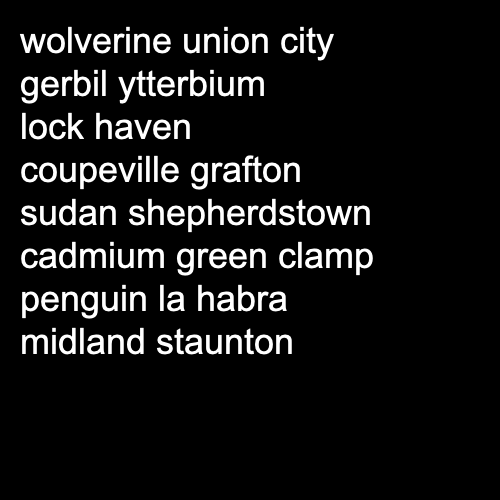 wolverine union city
gerbil ytterbium
lock haven
coupeville grafton
sudan shepherdstown
cadmium green clamp
penguin la habra
midland staunton